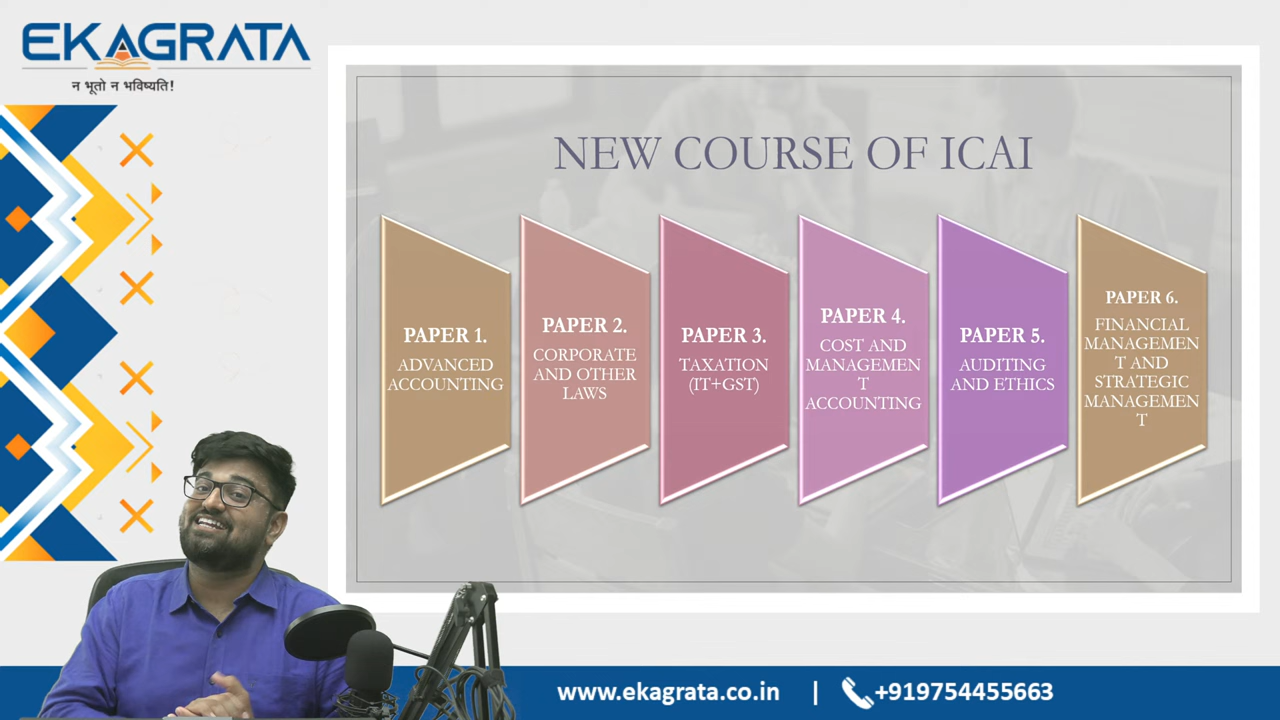 EKAGRATA
न भूतो न भविष्यति!
NEW COURSE OF ICAI
PAPER 1.
ADVANCED
ACCOUNTING
PAPER 2.
CORPORATE
AND OTHER
LAWS
PAPER 3.
TAXATION
(IT+GST)
PAPER 4.
COST AND
MANAGEMEN
T
ACCOUNTING
PAPER 5.
AUDITING
AND ETHICS
PAPER 6.
FINANCIAL
MANAGEMEN
T AND
STRATEGIC
MANAGEMEN
T
www.ekagrata.co.in | +919754455663